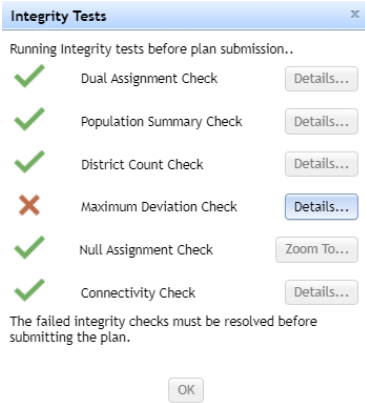 Integrity Tests x
Running Integrity tests before plan submission..
Dual Assignment Check Details...
Population Summary Check Details...
District Count Check Details...
Maximum Deviation Check Details...
Null Assignment Check Zoom To...
Connectivity Check Details...
The failed integrity checks must be resolved before
submitting the plan.
OK